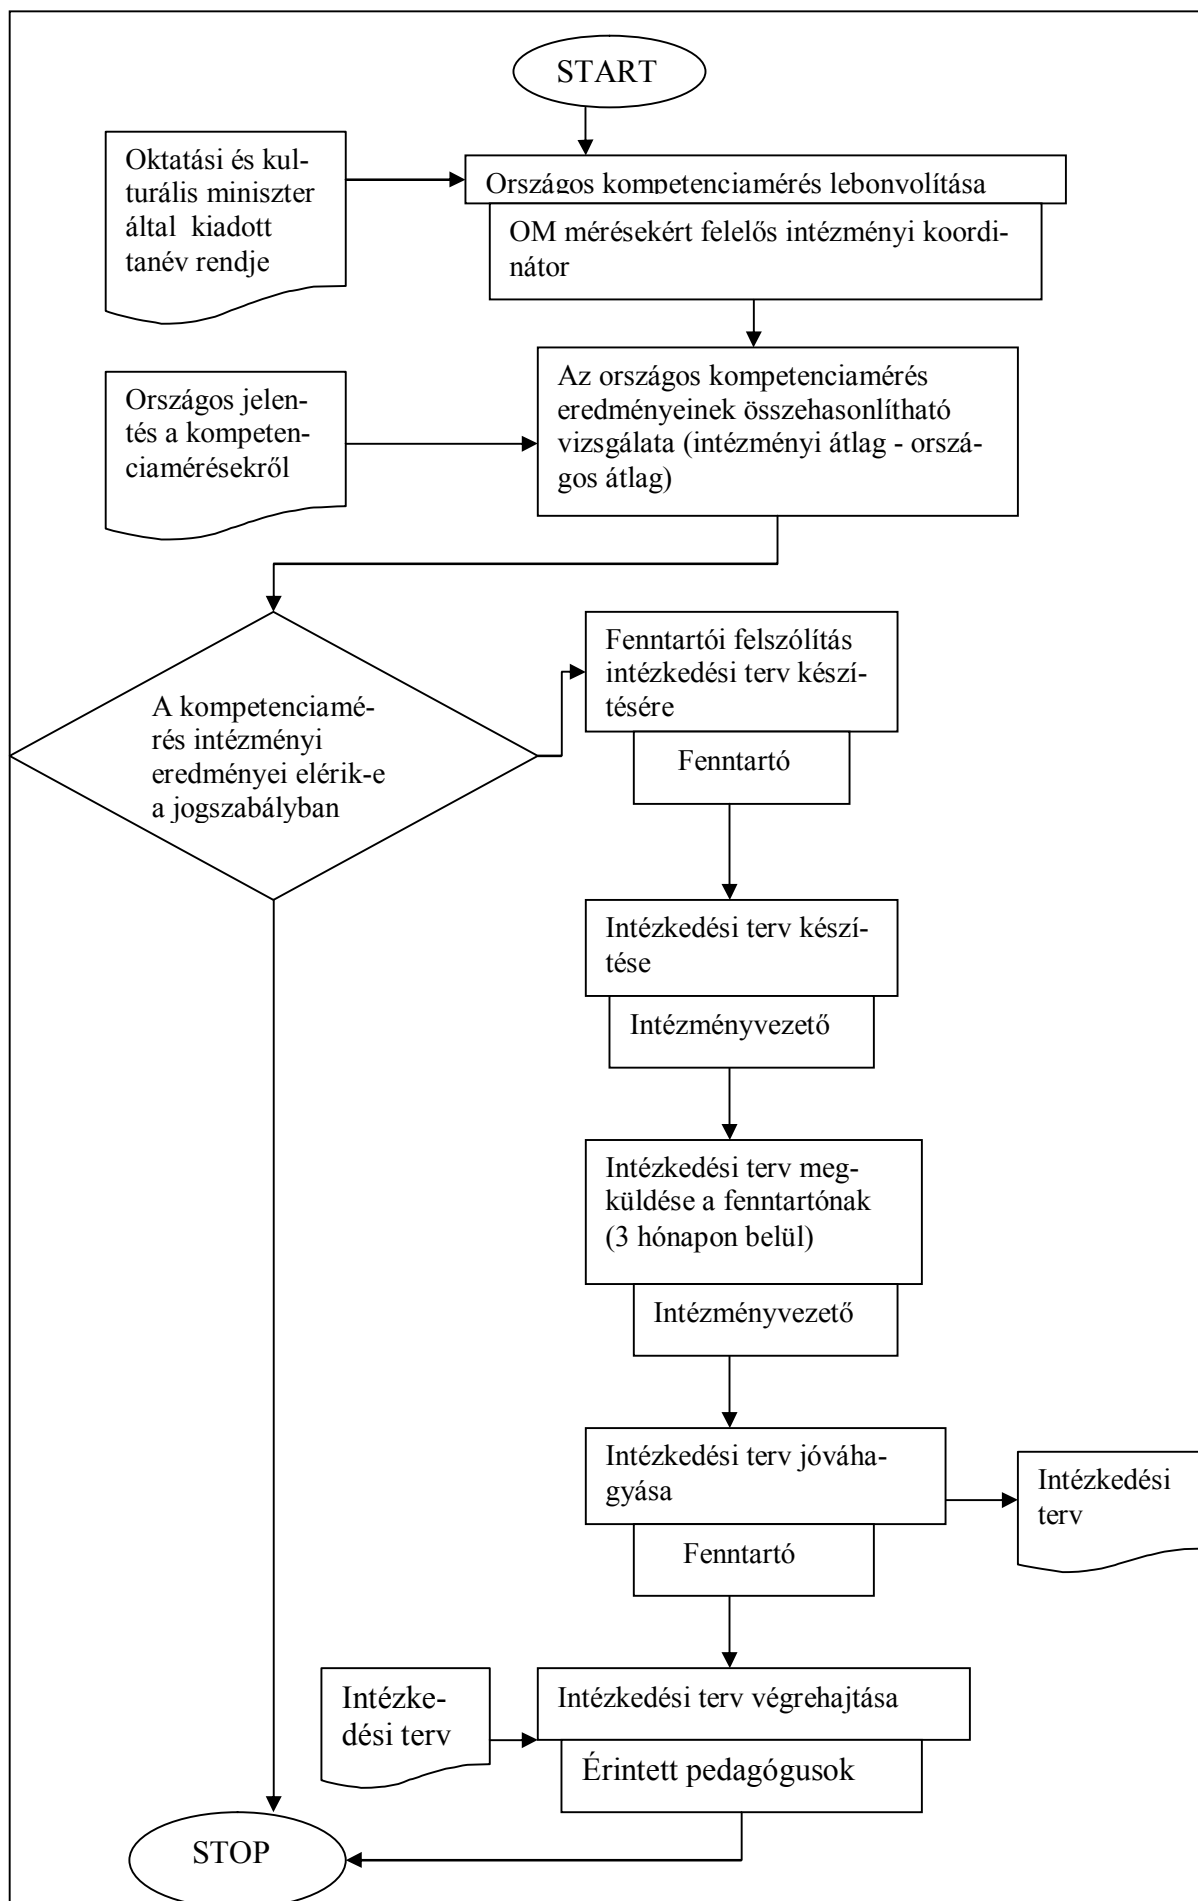 START
Oktatási és kul-
turális miniszter
által kiadott
tanév rendje
Országos kompetenciamérés lebonyolítása
OM mérésekért felelős intézményi koordi-
nátor
Országos jelen-
tés a kompeten-
ciamérésekről
Az országos kompetenciamérés
eredményeinek összehasonlítható
vizsgálata (intézményi átlag - orszá-
gos átlag)
A kompetenciamé-
rés intézményi
eredményei elérik-e
a jogszabályban
Fenntartói felszólítás
intézkedési terv készí-
tésére
Fenntartó
Intézkedési terv készí-
tése
Intézményvezető
Intézkedési terv meg-
küldése a fenntartónak
(3 hónapon belül)
Intézményvezető
Intézkedési terv jóváha-
gyása
Fenntartó
Intézkedési
terv
Intézke-
dési terv
Intézkedési terv végrehajtása
Érintett pedagógusok
STOP